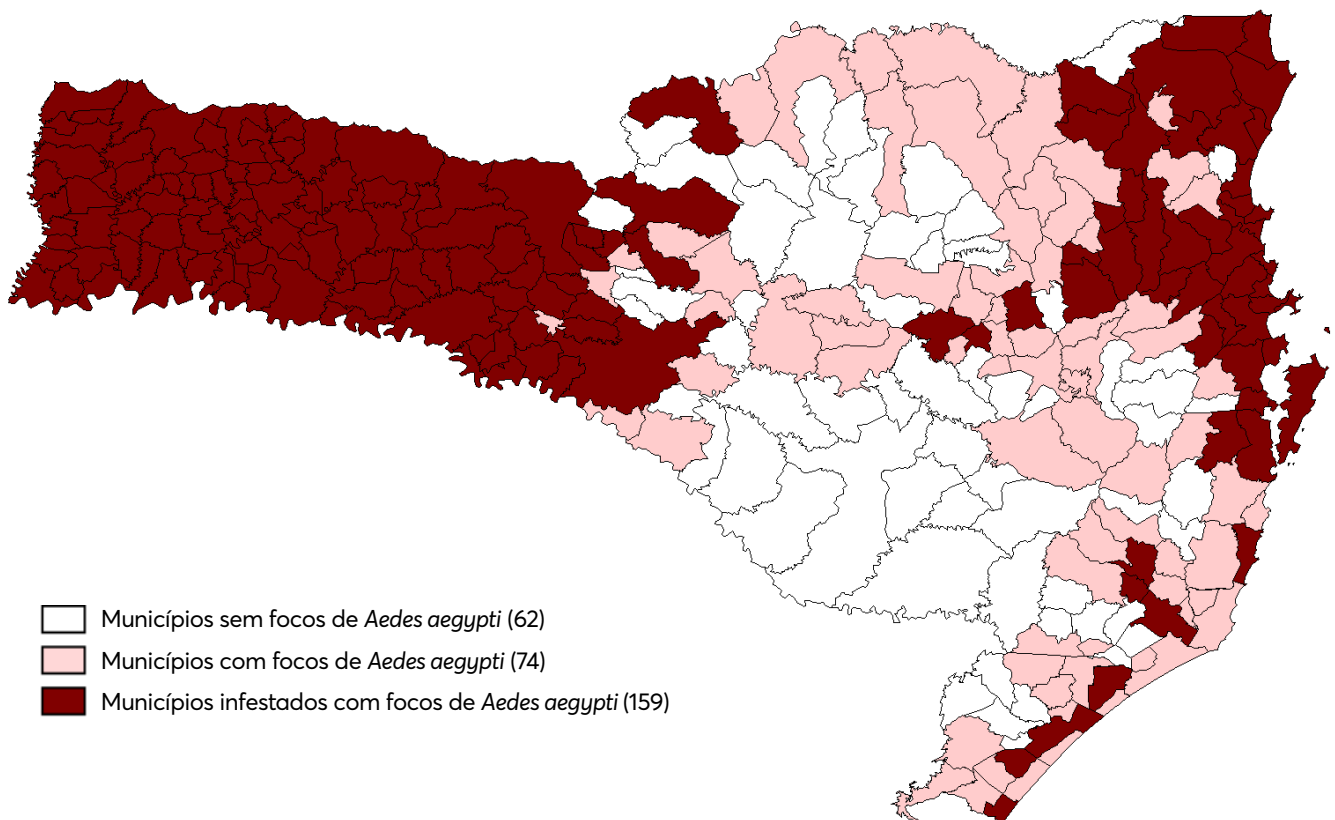 Municípios sem focos de Aedes aegypti (62)
Municípios com focos de Aedes aegypti (74)
Municípios infestados com focos de Aedes aegypti (159)